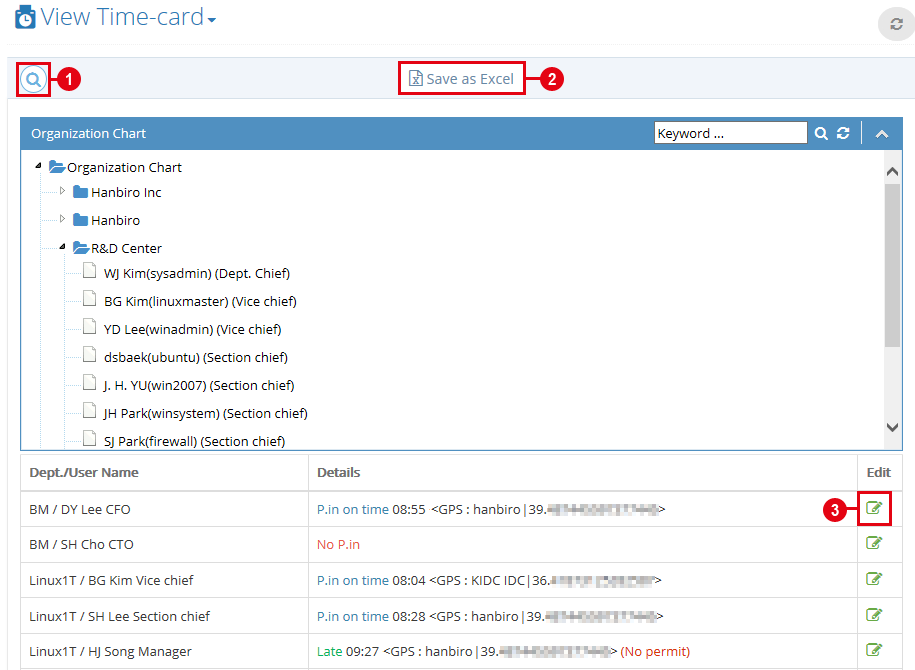 View Time-card
1
Save as Excel
2
Organization Chart
Keyword ...
Organization Chart
Hanbiro Inc
Hanbiro
R&D Center
WJ Kim(sysadmin) (Dept. Chief)
BG Kim(linuxmaster) (Vice chief)
YD Lee(winadmin) (Vice chief)
dsbaek(ubuntu) (Section chief)
J. H. YU(win2007) (Section chief)
JH Park(winsystem) (Section chief)
SJ Park(firewall) (Section chief)
Dept./User Name Details Edit
BM / DY Lee CFO P.in on time 08:55 <GPS : hanbiro|39. > 3
BM / SH Cho CTO No P.in
Linux1T / BG Kim Vice chief P.in on time 08:04 <GPS : KIDC IDC|36. >
Linux1T / SH Lee Section chief P.in on time 08:28 <GPS : hanbiro|39. >
Linux1T / HJ Song Manager Late 09:27 <GPS : hanbiro|39. > (No permit)